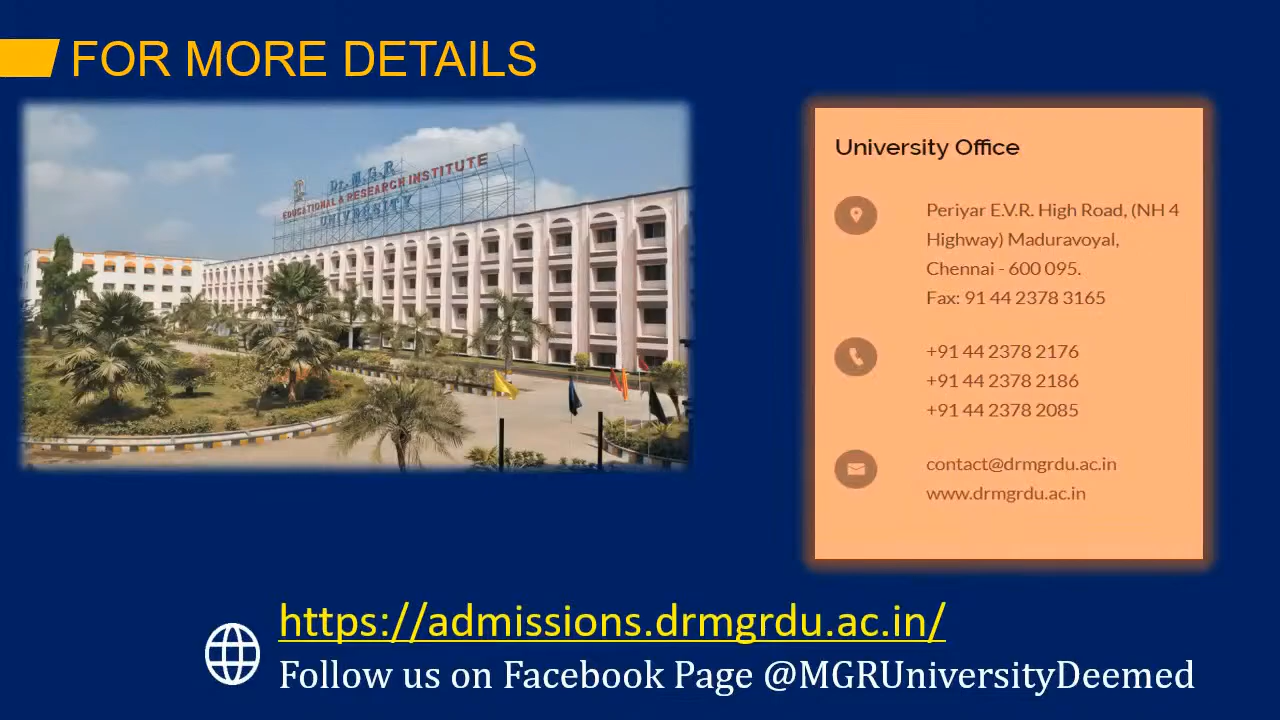 FOR MORE DETAILS
Dr. M.G.R
EDUCATIONAL & RESEARCH INSTITUTE
UNIVERSITY
University Office
Periyar E.V.R. High Road, (NH 4
Highway) Maduravoyal,
Chennai - 600 095.
Fax: 91 44 2378 3165
+91 44 2378 2176
+91 44 2378 2186
+91 44 2378 2085
contact@drmgrdu.ac.in
www.drmgrdu.ac.in
https://admissions.drmgrdu.ac.in/
Follow us on Facebook Page @MGRUniversityDeemed